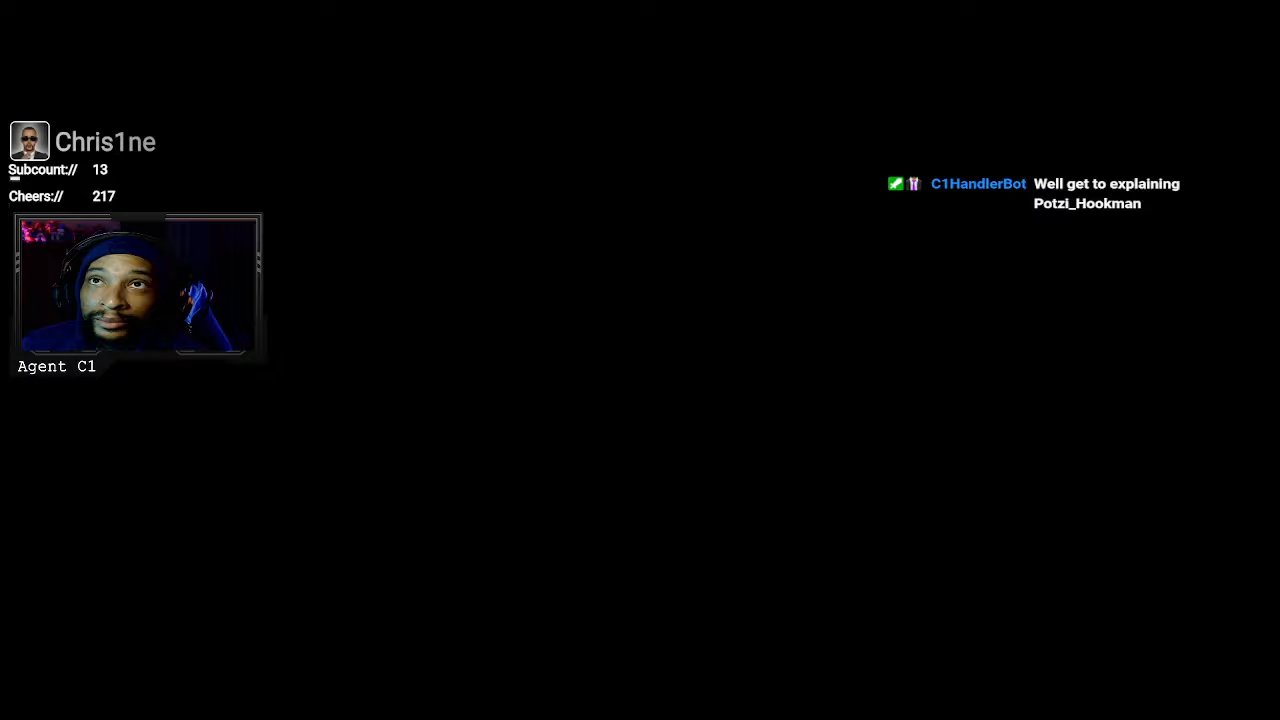 Chris1ne
Subcount:// 13
Cheers:// 217
Agent C1
C1HandlerBot Well get to explaining
Potzi_Hookman